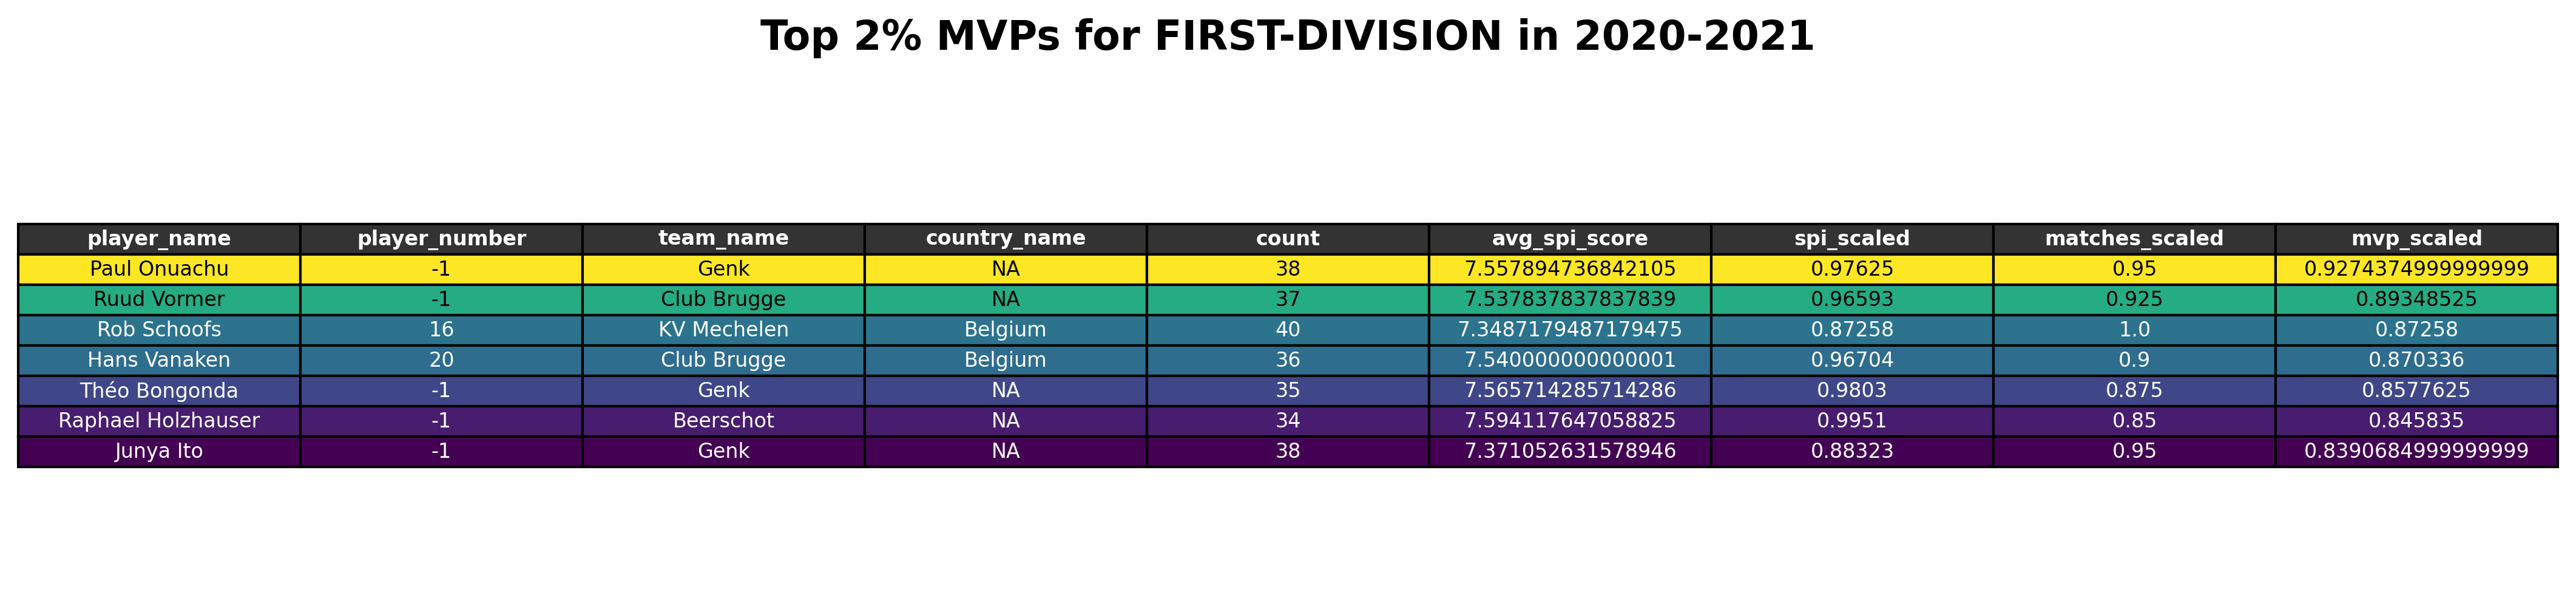 Top 2% MVPs for FIRST-DIVISION in 2020-2021
player_name player_number team_name country_name count avg_spi_score spi_scaled matches_scaled mvp_scaled
Paul Onuachu -1 Genk NA 38 7.557894736842105 0.97625 0.95 0.9274374999999999
Ruud Vormer -1 Club Brugge NA 37 7.537837837837839 0.96593 0.925 0.89348525
Rob Schoofs 16 KV Mechelen Belgium 40 7.3487179487179475 0.87258 1.0 0.87258
Hans Vanaken 20 Club Brugge Belgium 36 7.540000000000001 0.96704 0.9 0.870336
Théo Bongonda -1 Genk NA 35 7.565714285714286 0.9803 0.875 0.8577625
Raphael Holzhauser -1 Beerschot NA 34 7.594117647058825 0.9951 0.85 0.845835
Junya Ito -1 Genk NA 38 7.371052631578946 0.88323 0.95 0.8390684999999999